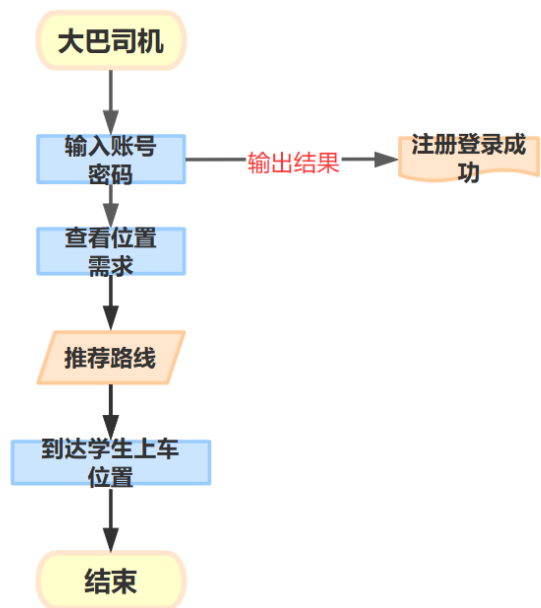 大巴司机
输入账号
密码
输出结果
注册登录成
功
查看位置
需求
推荐路线
到达学生上车
位置
结束